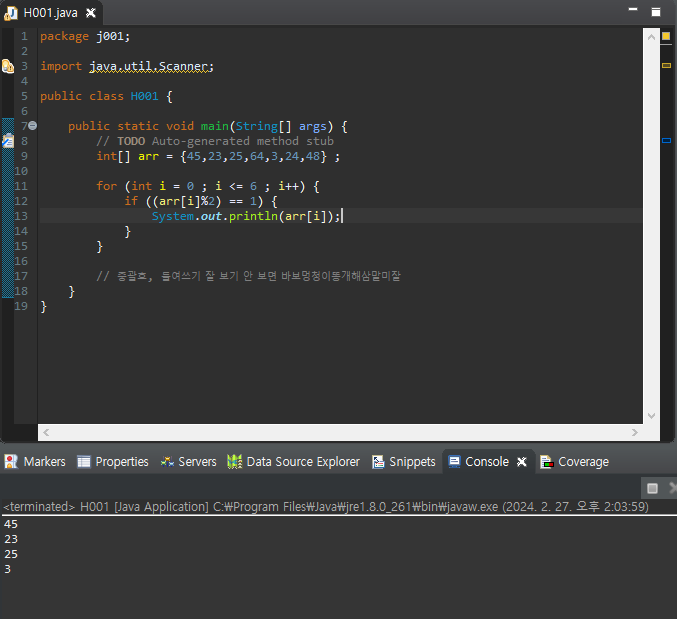 H001.java
1 package j001;
2
3 import java.util.Scanner;
4
5 public class H001 {
6
7 public static void main(String[] args) {
8 // TODO Auto-generated method stub
9 int[] arr = {45,23,25,64,3,24,48} ;
10
11 for (int i = 0 ; i <= 6 ; i++) {
12 if ((arr[i]%2) == 1) {
13 System.out.println(arr[i]);
14 }
15 }
16
17 // 중괄호, 들여쓰기 잘 보기 안 보면 바보멍청이똥개해삼말미잘
18 }
19 }
Markers Properties Servers Data Source Explorer Snippets Console Coverage
<terminated> H001 [Java Application] C:₩Program Files₩Java₩jre1.8.0_261₩bin₩javaw.exe (2024. 2. 27. 오후 2:03:59)
45
23
25
3